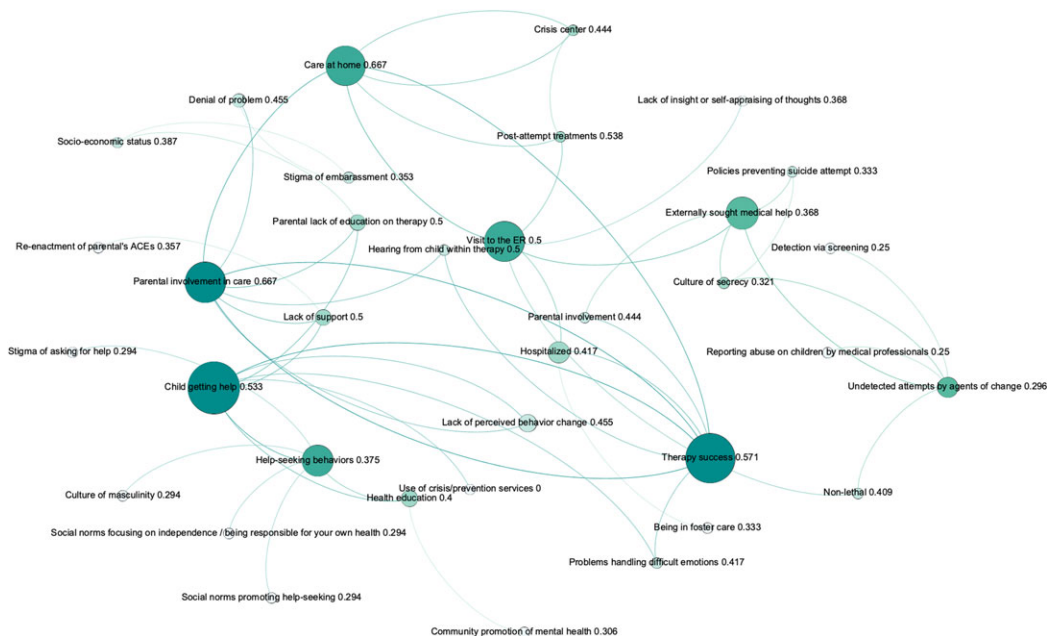 Crisis center 0.444
Care at home 0.667
Denial of problem 0.455
Lack of insight or self-appraising of thoughts 0.368
Socio-economic status 0.387
Post-attempt treatments 0.538
Stigma of embarassment 0.353
Policies preventing suicide attempt 0.333
Parental lack of education on therapy 0.5
Externally sought medical help 0.368
Visit to the ER 0.5
Re-enactment of parental's ACEs 0.357
Hearing from child within therapy 0.5
Detection via screening 0.25
Parental involvement in care 0.667
Culture of secrecy 0.321
Lack of support 0.5
Parental involvement 0.444
Stigma of asking for help 0.294
Hospitalized 0.417
Reporting abuse on children by medical professionals 0.25
Child getting help 0.533
Undetected attempts by agents of change 0.296
Lack of perceived behavior change 0.455
Help-seeking behaviors 0.375
Therapy success 0.571
Use of crisis/prevention services 0
Culture of masculinity 0.294
Health education 0.4
Non-lethal 0.409
Social norms focusing on independence / being responsible for your own health 0.294
Being in foster care 0.333
Problems handling difficult emotions 0.417
Social norms promoting help-seeking 0.294
Community promotion of mental health 0.306